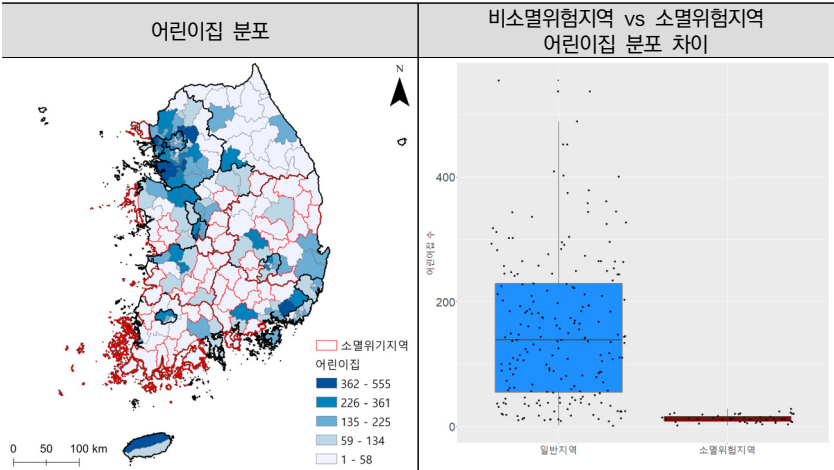 어린이집 분포
비소멸위험지역 vs 소멸위험지역
어린이집 분포 차이
N
소멸위기지역
어린이집
362 - 555
226 - 361
135 - 225
59 - 134
1 - 58
0 50 100 km
어린이집 수
400
200
0
일반지역
소멸위험지역